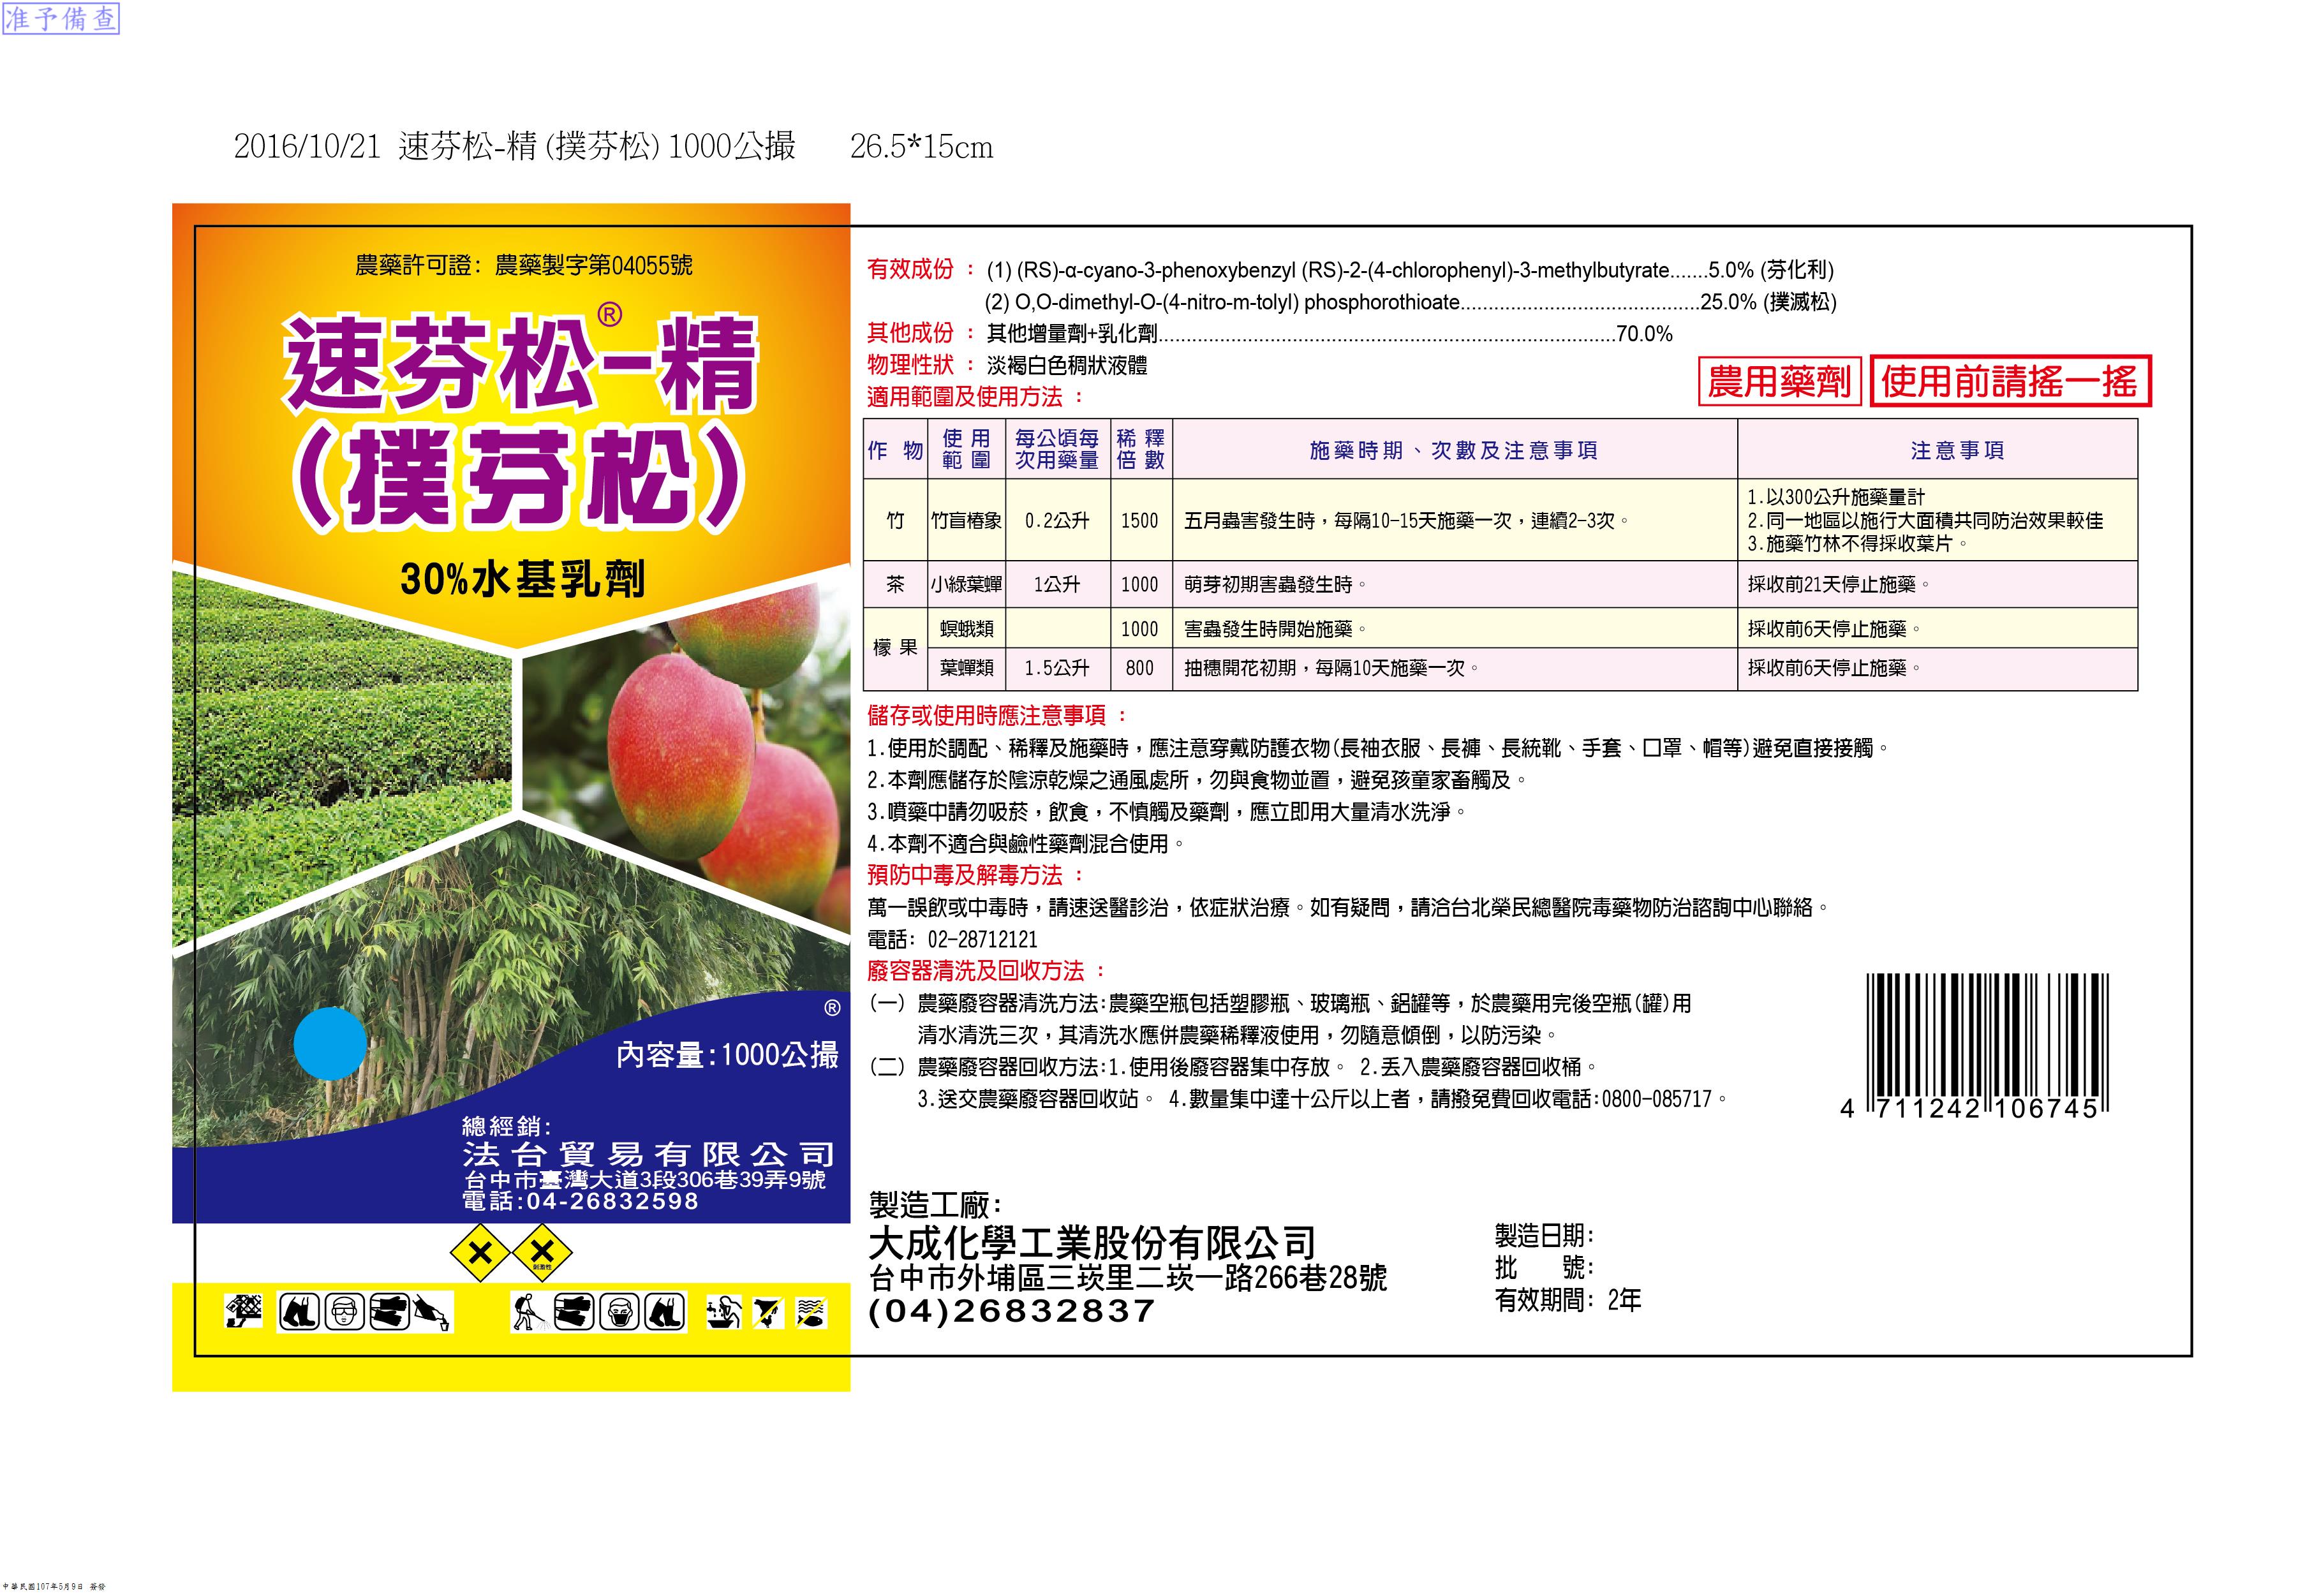 准予備查
2016/10/21 速芬松-精(撲芬松)1000公撮 26.5*15cm
農藥許可證: 農藥製字第04055號
速芬松®-精
(撲芬松)
30%水基乳劑
®
內容量:1000公撮
總經銷:
法台貿易有限公司
台中市臺灣大道3段306巷39弄9號
電話:04-26832598
刺激性
有效成份 : (1) (RS)-α-cyano-3-phenoxybenzyl (RS)-2-(4-chlorophenyl)-3-methylbutyrate.......5.0% (芬化利)
(2) O,O-dimethyl-O-(4-nitro-m-tolyl) phosphorothioate...........................................25.0% (撲滅松)
其他成份 : 其他增量劑+乳化劑..................................................................................70.0%
物理性狀 : 淡褐白色稠狀液體
農用藥劑 使用前請搖一搖
適用範圍及使用方法 :
作 物 使用範圍 每公頃每次用藥量 稀釋倍數 施藥時期、次數及注意事項 注意事項
竹 竹盲椿象 0.2公升 1500 五月蟲害發生時,每隔10-15天施藥一次,連續2-3次。 1.以300公升施藥量計
2.同一地區以施行大面積共同防治效果較佳
3.施藥竹林不得採收葉片。
茶 小綠葉蟬 1公升 1000 萌芽初期害蟲發生時。 採收前21天停止施藥。
檬果 螟蛾類 1000 害蟲發生時開始施藥。 採收前6天停止施藥。
葉蟬類 1.5公升 800 抽穗開花初期,每隔10天施藥一次。 採收前6天停止施藥。
儲存或使用時應注意事項 :
1.使用於調配、稀釋及施藥時,應注意穿戴防護衣物(長袖衣服、長褲、長統靴、手套、口罩、帽等)避免直接接觸。
2.本劑應儲存於陰涼乾燥之通風處所,勿與食物並置,避免孩童家畜觸及。
3.噴藥中請勿吸菸,飲食,不慎觸及藥劑,應立即用大量清水洗淨。
4.本劑不適合與鹼性藥劑混合使用。
預防中毒及解毒方法 :
萬一誤飲或中毒時,請速送醫診治,依症狀治療。如有疑問,請洽台北榮民總醫院毒藥物防治諮詢中心聯絡。
電話: 02-28712121
廢容器清洗及回收方法 :
(一) 農藥廢容器清洗方法:農藥空瓶包括塑膠瓶、玻璃瓶、鋁罐等,於農藥用完後空瓶(罐)用
清水清洗三次,其清洗水應併農藥稀釋液使用,勿隨意傾倒,以防污染。
(二) 農藥廢容器回收方法:1.使用後廢容器集中存放。 2.丟入農藥廢容器回收桶。
3.送交農藥廢容器回收站。 4.數量集中達十公斤以上者,請撥免費回收電話:0800-085717。
4 711242 106745
製造工廠:
大成化學工業股份有限公司
台中市外埔區三崁里二崁一路266巷28號
(04)26832837
製造日期:
批 號:
有效期間: 2年
中華民國107年5月9日 簽發